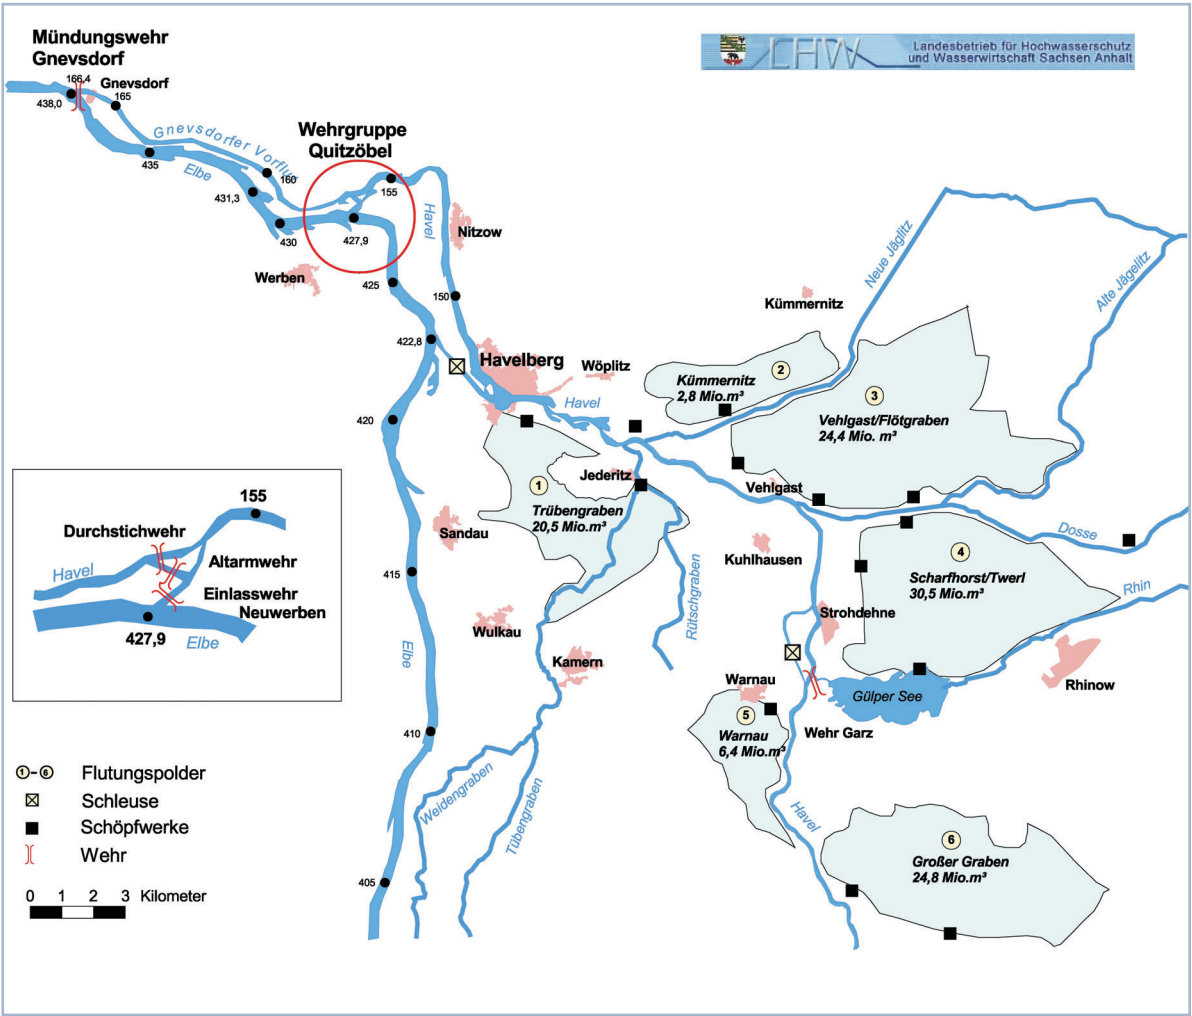 Mündungswehr
Gnevsdorf
LHW
Landesbetrieb für Hochwasserschutz
und Wasserwirtschaft Sachsen Anhalt
166,4
Gnevsdorf
438,0
165
Gnevsdorfer Vorflut
Wehrgruppe
Quitzöbel
435
Elbe
160
431,3
155
430
427,9
Havel
Nitzow
Werben
425
150
Neue Jäglitz
Alte Jägelitz
Kümmernitz
422,8
Havelberg
Wöplitz
Havel
2
Kümmernitz
2,8 Mio.m³
3
Vehlgast/Flötgraben
24,4 Mio. m³
420
Jederitz
1
Trübengraben
20,5 Mio.m³
Vehlgast
155
Durchstichwehr
Altarmwehr
Havel
Einlasswehr
Neuwerben
427,9
Elbe
Sandau
Kuhlhausen
Dosse
4
Scharfhorst/Twerl
30,5 Mio.m³
Rhin
415
Rütschgraben
Strohdehne
Wulkau
Elbe
Kamern
Warnau
Gülper See
Rhinow
5
Warnau
6,4 Mio.m³
Wehr Garz
410
Weidengraben
Tübengraben
Havel
6
Großer Graben
24,8 Mio.m³
405
1 - 6 Flutungspolder
Schleuse
Schöpfwerke
Wehr
0 1 2 3 Kilometer